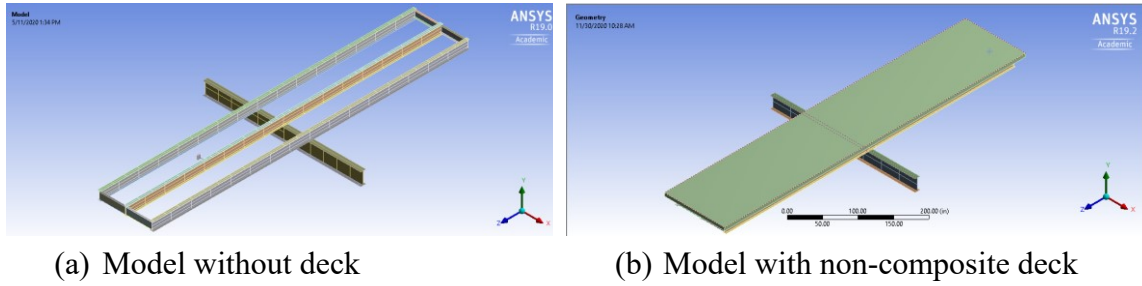 Model
5/11/2020 1:34 PM
ANSYS
R19.0
Academic
Geometry
11/30/2020 10:28 AM
ANSYS
R19.2
Academic
Y
Z
X
0.00
100.00
200.00 (in)
50.00
150.00
Y
Z
X
(a) Model without deck
(b) Model with non-composite deck